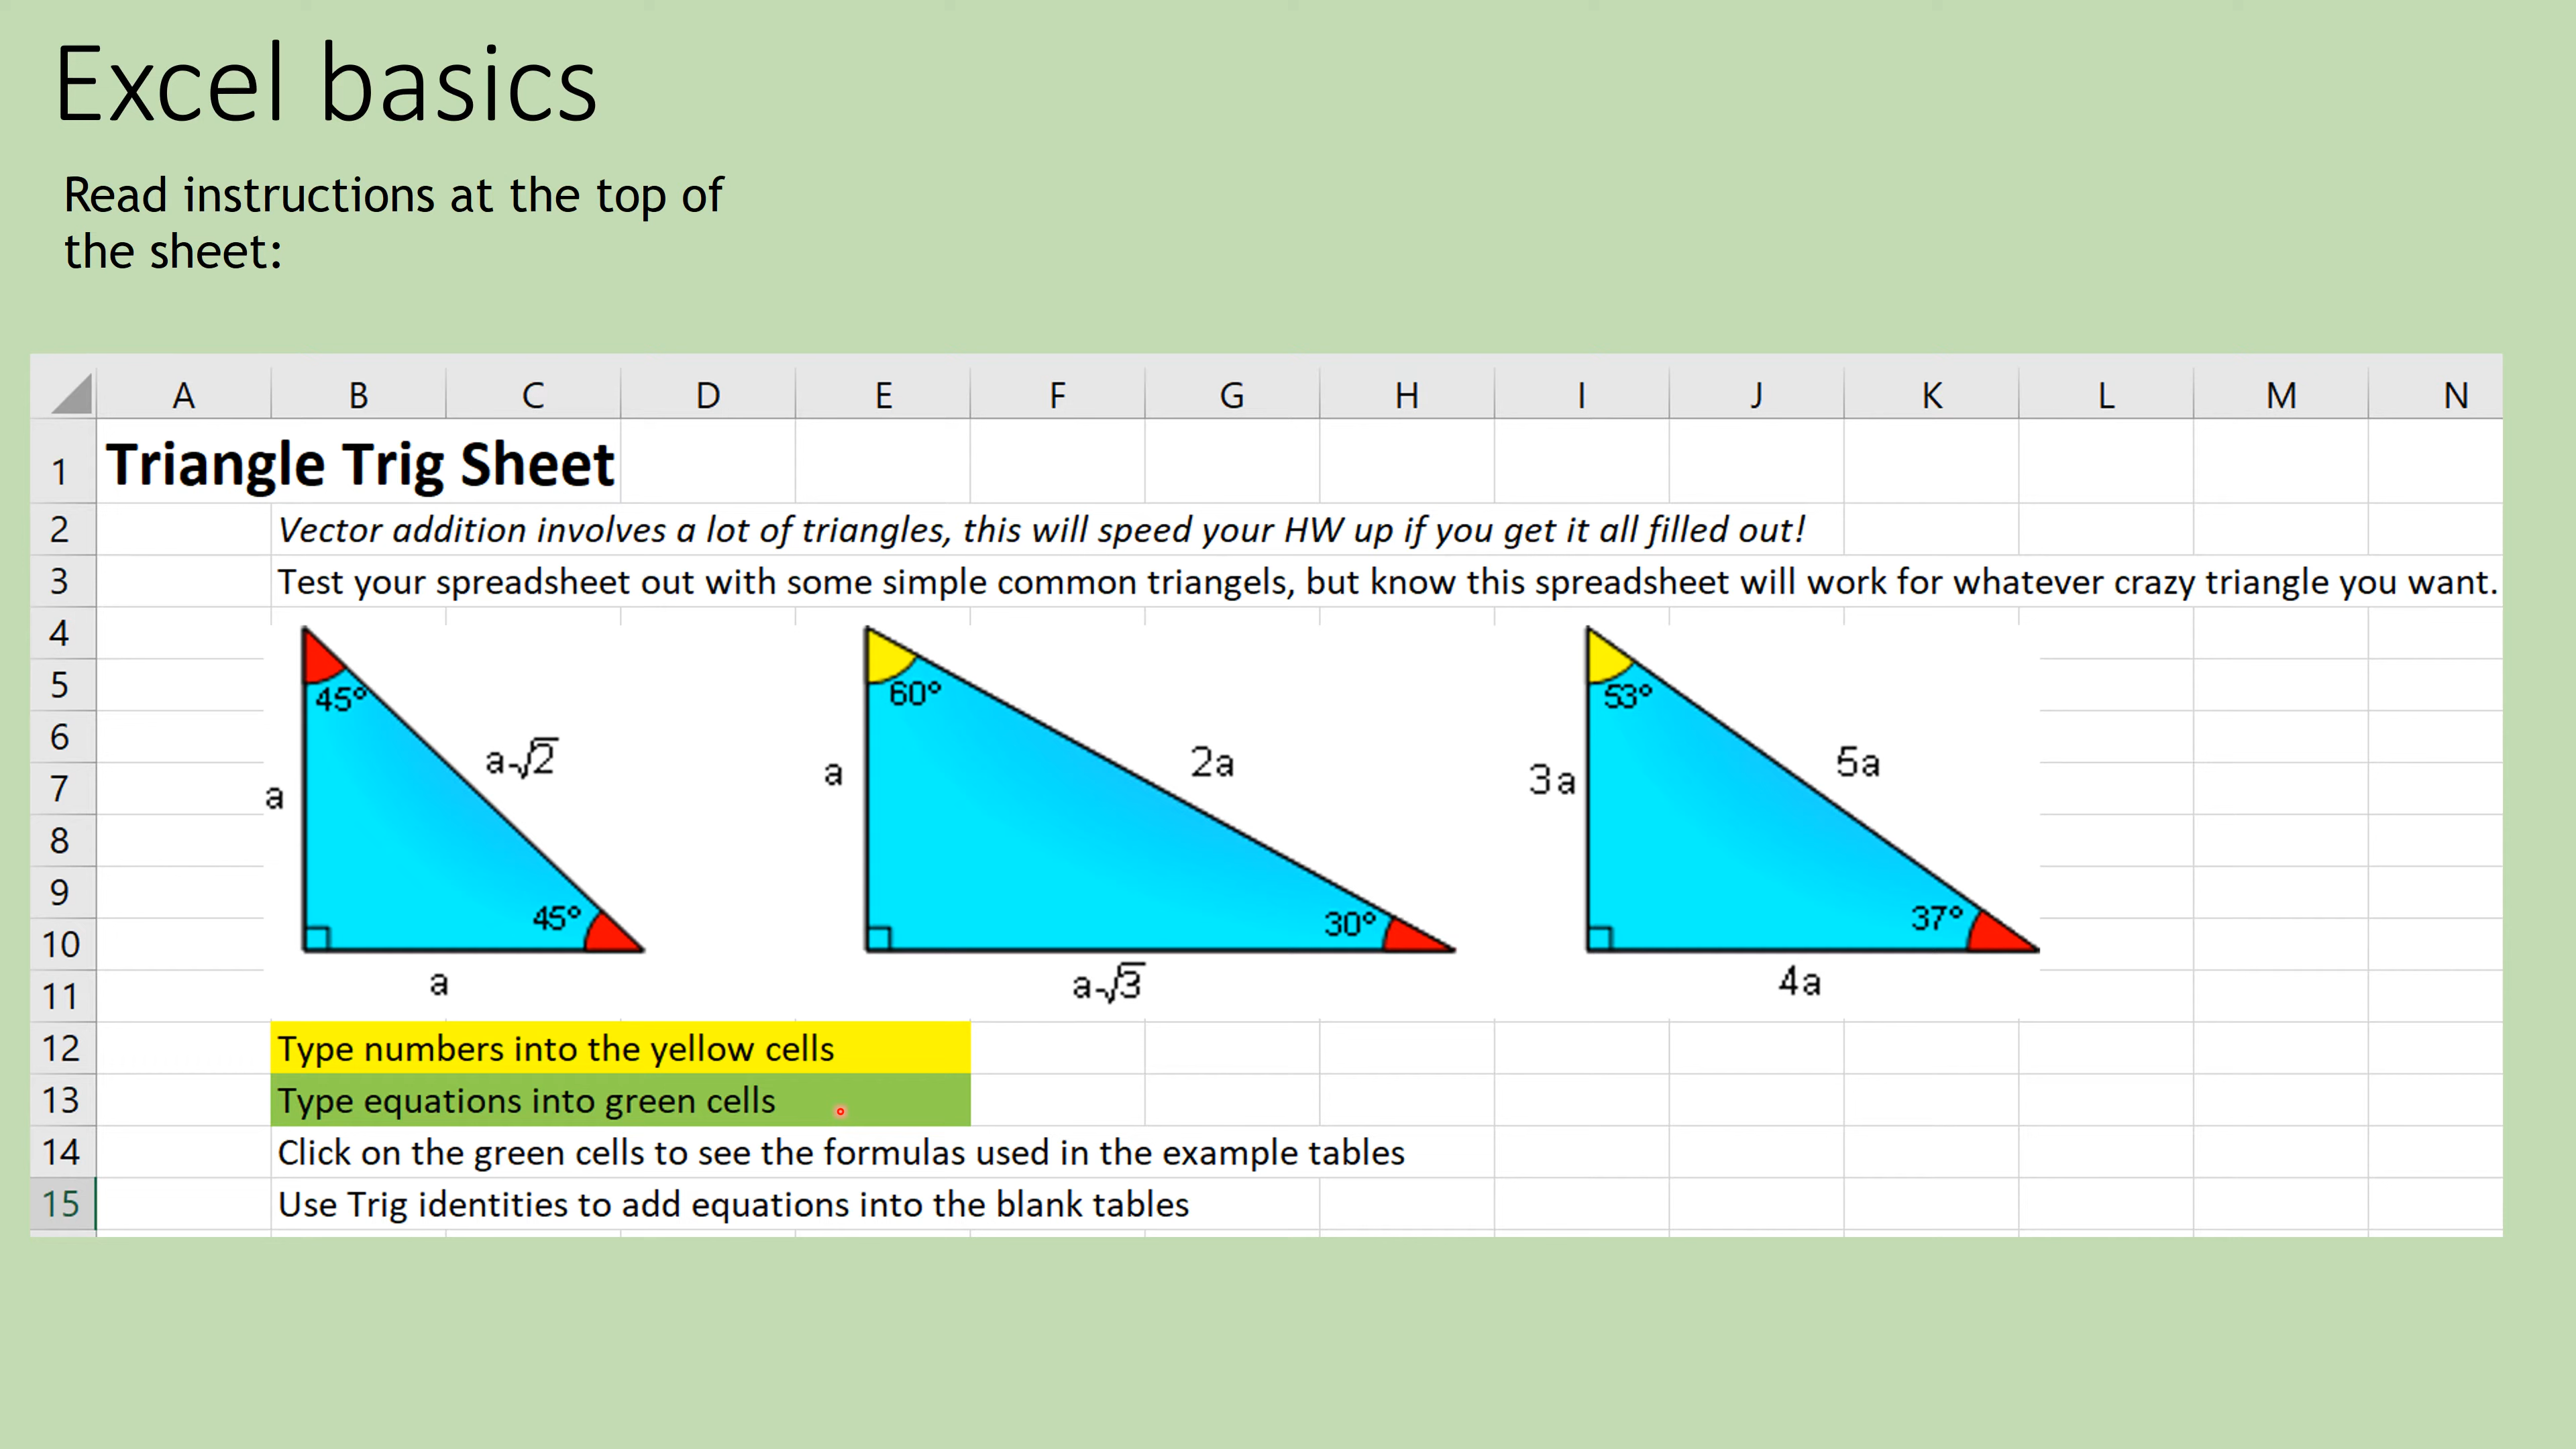 Excel basics
Read instructions at the top of
the sheet:
A B C D E F G H I J K L M N
1 Triangle Trig Sheet
2 Vector addition involves a lot of triangles, this will speed your HW up if you get it all filled out!
3 Test your spreadsheet out with some simple common triangels, but know this spreadsheet will work for whatever crazy triangle you want.
4
5 45° 60° 53°
6 a√2 2a 5a
7 a a 3a
8
9 45° 30° 37°
10
11 a a√3 4a
12 Type numbers into the yellow cells
13 Type equations into green cells
14 Click on the green cells to see the formulas used in the example tables
15 Use Trig identities to add equations into the blank tables